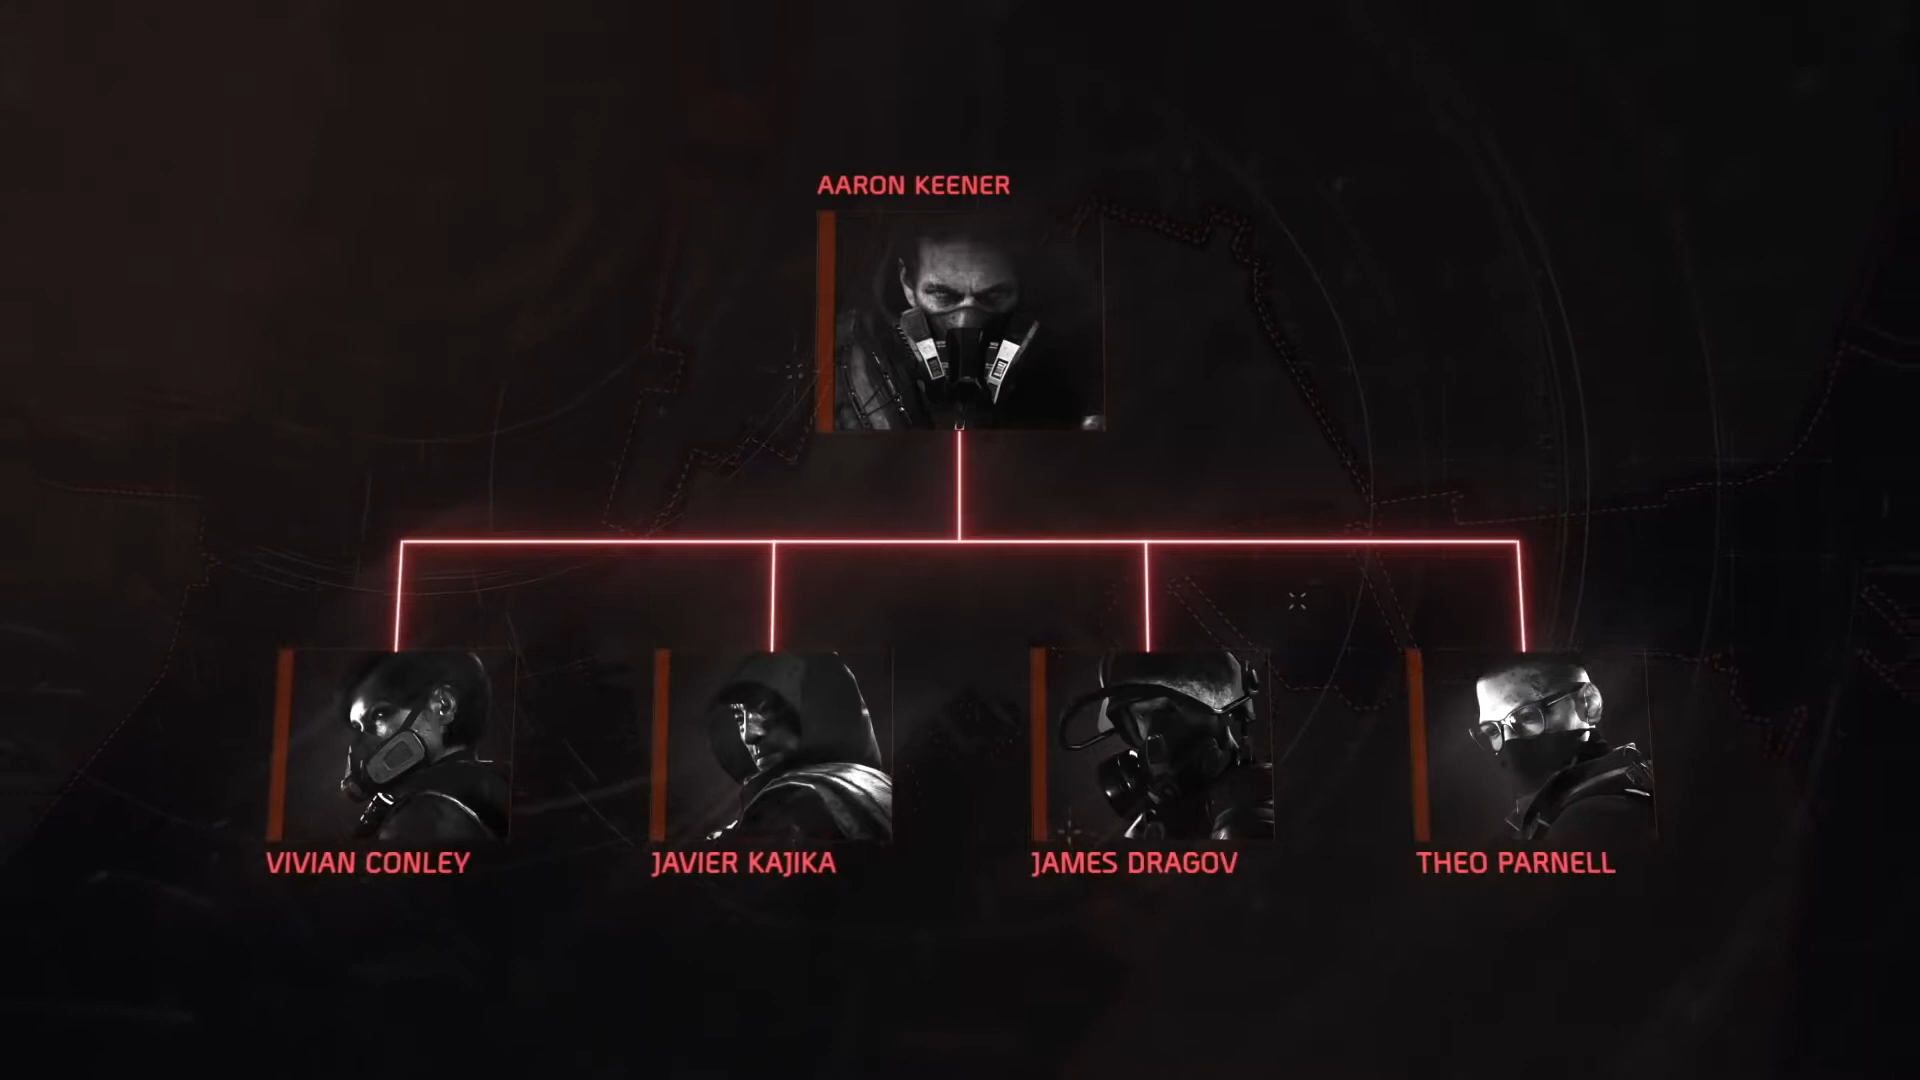 AARON KEENER
VIVIAN CONLEY
JAVIER KAJIKA
JAMES DRAGOV
THEO PARNELL